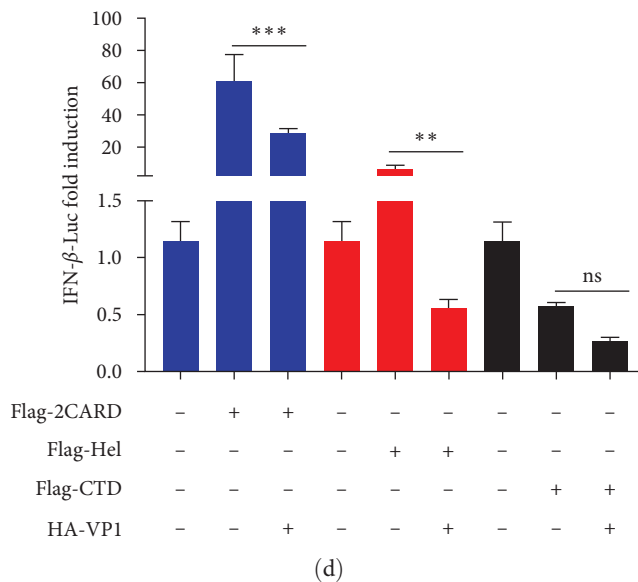 IFN-β-Luc fold induction
100
80
60
40
20
1.5
1.0
0.5
0.0
***
**
ns
Flag-2CARD – + + – – – – – –
Flag-Hel – – – – + + – – –
Flag-CTD – – – – – – – + +
HA-VP1 – – + – – + – – +
(d)